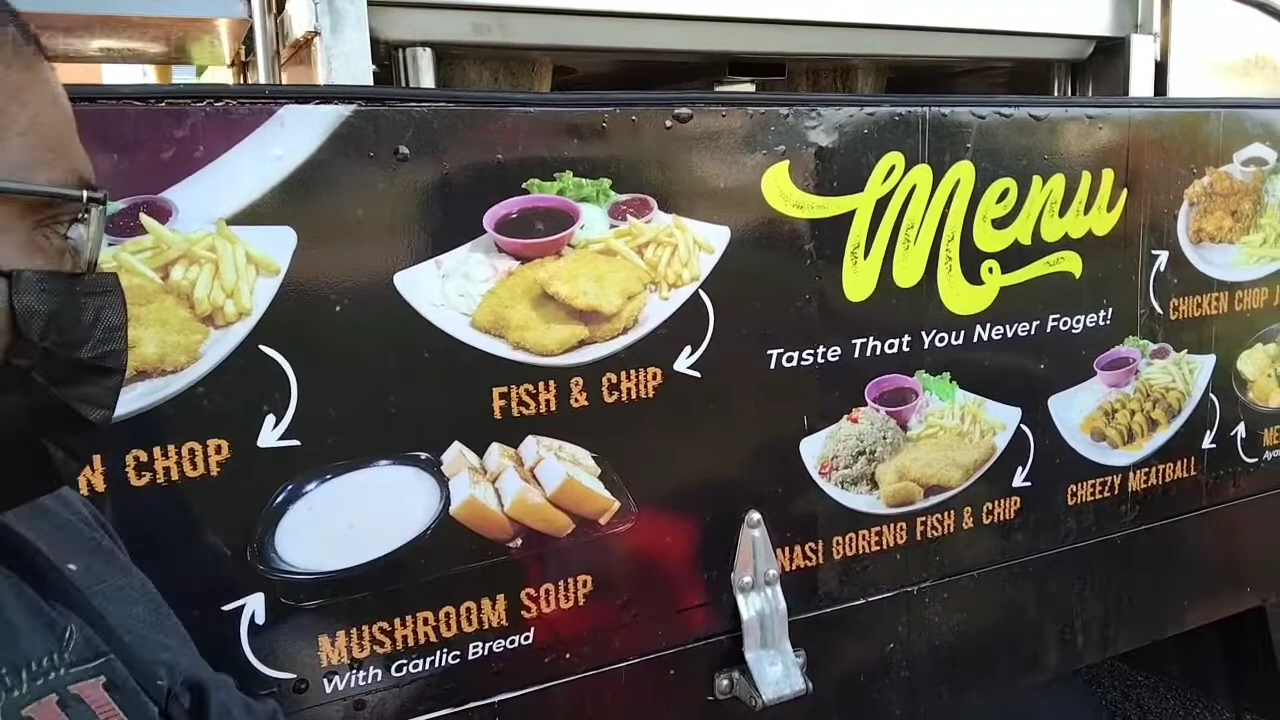 Menu
Taste That You Never Foget!
N CHOP
FISH & CHIP
MUSHROOM SOUP
With Garlic Bread
NASI GORENG FISH & CHIP
CHEEZY MEATBALL
CHICKEN CHOP
ME